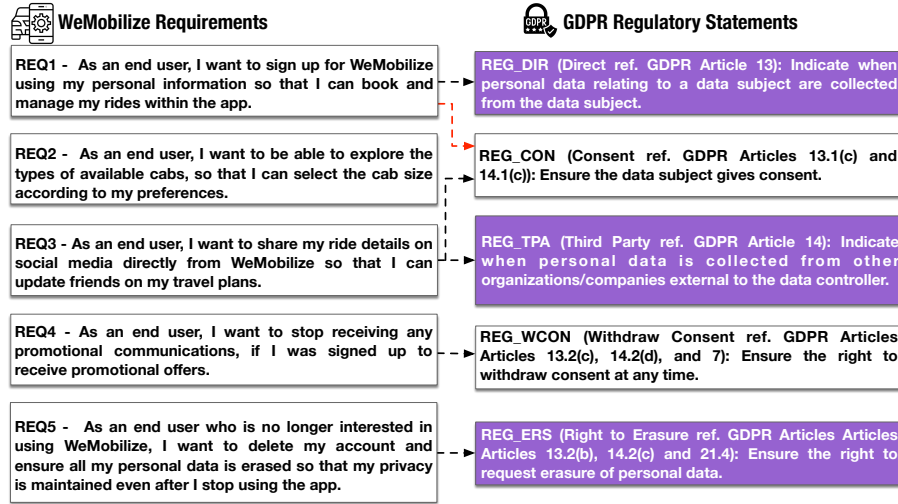 WeMobilize Requirements
REQ1 - As an end user, I want to sign up for WeMobilize
using my personal information so that I can book and
manage my rides within the app.
REQ2 - As an end user, I want to be able to explore the
types of available cabs, so that I can select the cab size
according to my preferences.
REQ3 - As an end user, I want to share my ride details on
social media directly from WeMobilize so that I can
update friends on my travel plans.
REQ4 - As an end user, I want to stop receiving any
promotional communications, if I was signed up to
receive promotional offers.
REQ5 - As an end user who is no longer interested in
using WeMobilize, I want to delete my account and
ensure all my personal data is erased so that my privacy
is maintained even after I stop using the app.
GDPR
GDPR Regulatory Statements
REG_DIR (Direct ref. GDPR Article 13): Indicate when
personal data relating to a data subject are collected
from the data subject.
REG_CON (Consent ref. GDPR Articles 13.1(c) and
14.1(c)): Ensure the data subject gives consent.
REG_TPA (Third Party ref. GDPR Article 14): Indicate
when personal data is collected from other
organizations/companies external to the data controller.
REG_WCON (Withdraw Consent ref. GDPR Articles
Articles 13.2(c), 14.2(d), and 7): Ensure the right to
withdraw consent at any time.
REG_ERS (Right to Erasure ref. GDPR Articles Articles
Articles 13.2(b), 14.2(c) and 21.4): Ensure the right to
request erasure of personal data.